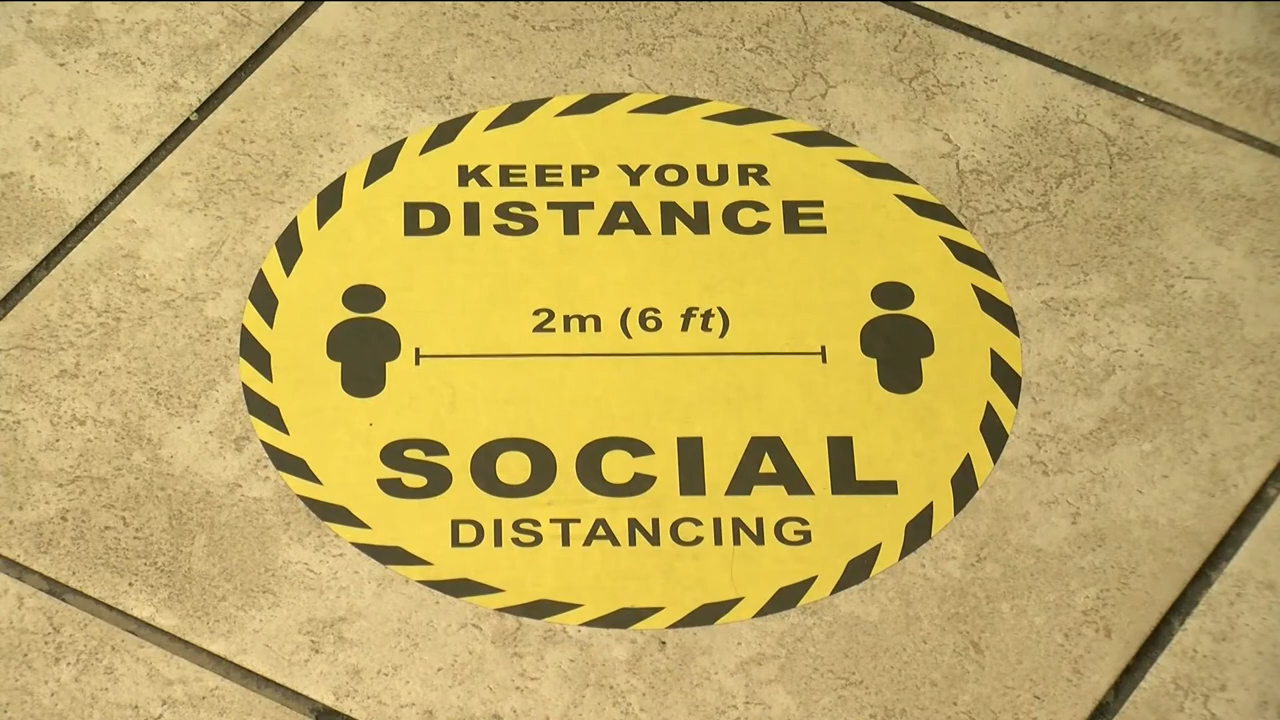 KEEP YOUR
DISTANCE
2m (6 ft)
SOCIAL
DISTANCING